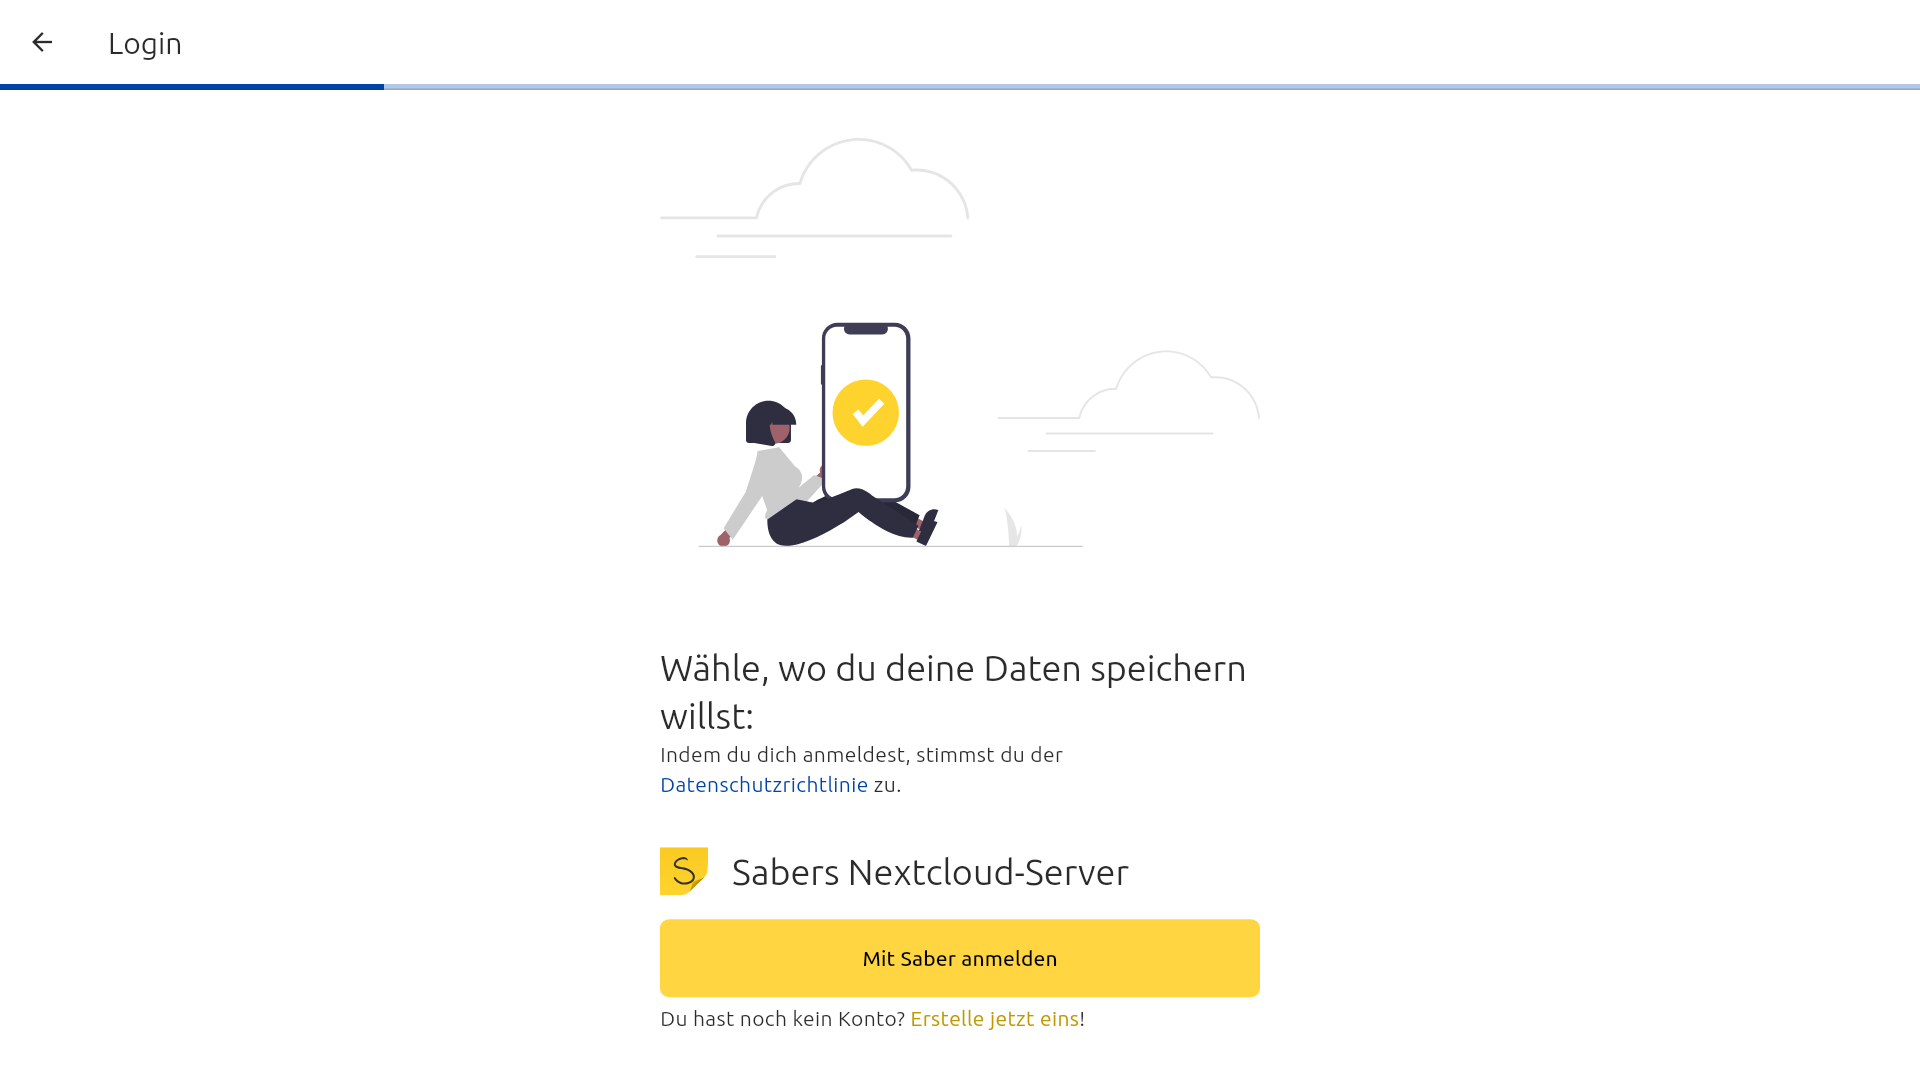 Login
Wähle, wo du deine Daten speichern
willst:
Indem du dich anmeldest, stimmst du der
Datenschutzrichtlinie zu.
S
Sabers Nextcloud-Server
Mit Saber anmelden
Du hast noch kein Konto? Erstelle jetzt eins!